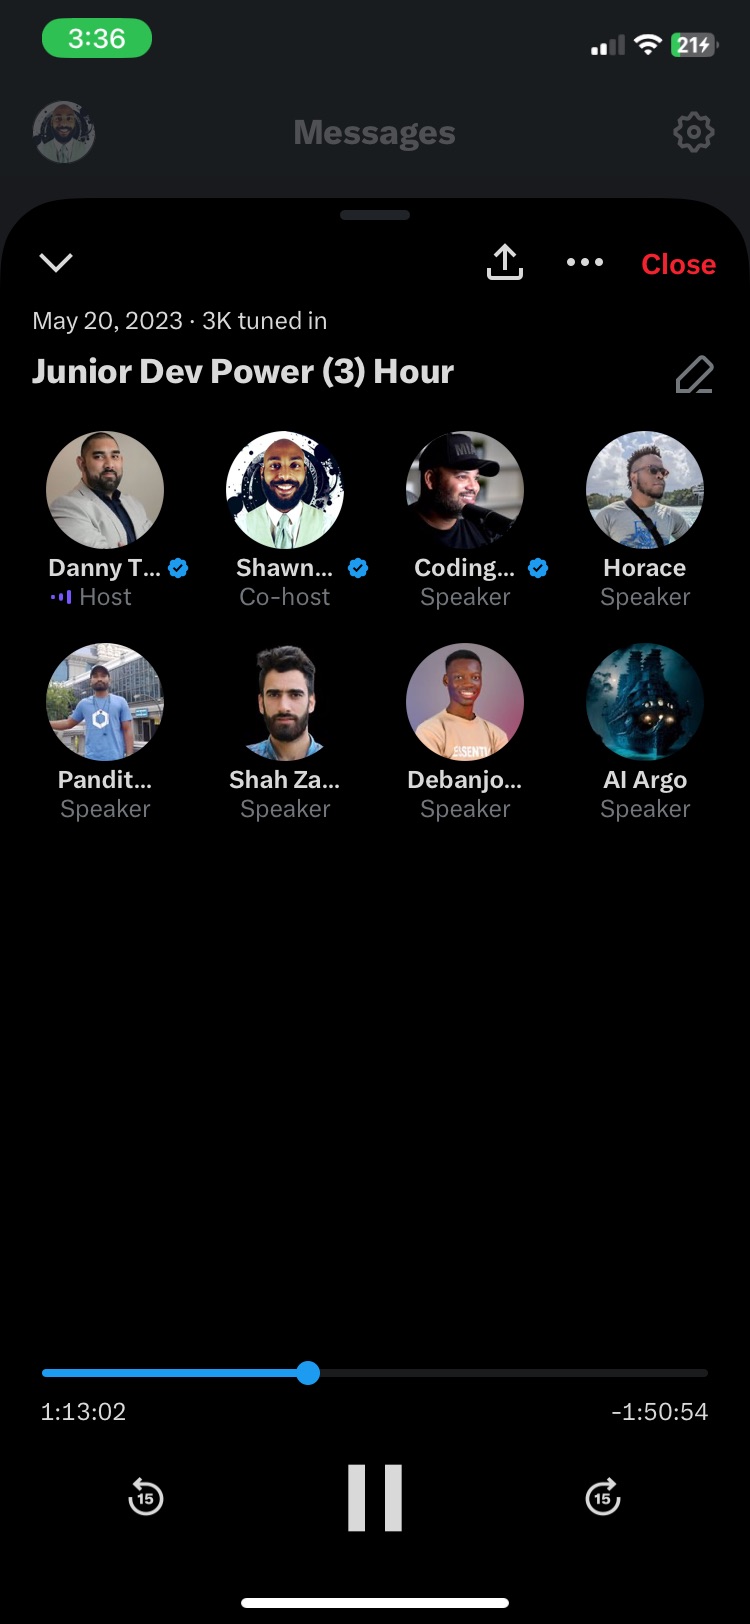 3:36
21
Messages
Close
May 20, 2023 · 3K tuned in
Junior Dev Power (3) Hour
Danny T... Shawn... Coding... Horace
Host Co-host Speaker Speaker
ESSENTI
Pandit... Shah Za... Debanjo... AI Argo
Speaker Speaker Speaker Speaker
1:13:02 -1:50:54
15 15